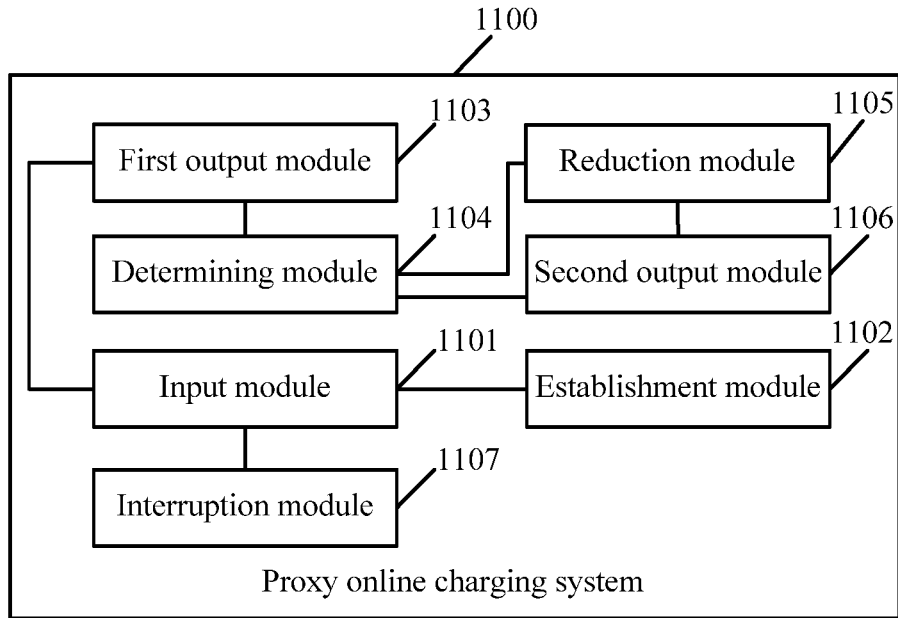 1100
1103
1105
First output module
Reduction module
1104
1106
Determining module
Second output module
1101
1102
Input module
Establishment module
1107
Interruption module
Proxy online charging system